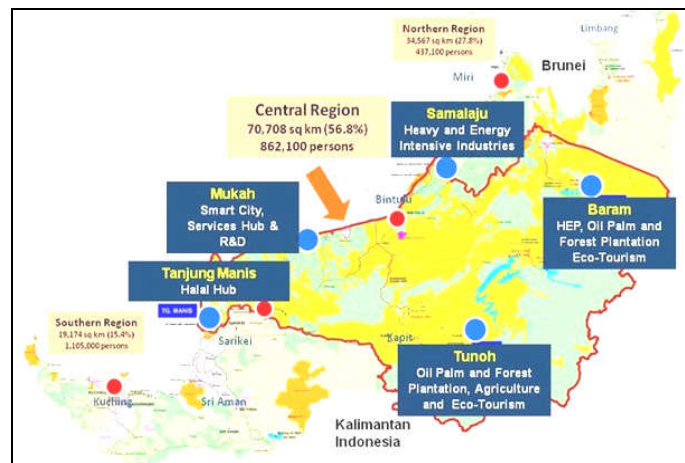 Northern Region
34,567 sq km (27.8%)
437,100 persons
Limbang
Brunei
Miri
Central Region
70,708 sq km (56.8%)
862,100 persons
Samalaju
Heavy and Energy
Intensive Industries
Mukah
Smart City,
Services Hub &
R&D
Bintulu
Baram
HEP, Oil Palm and
Forest Plantation
Eco-Tourism
Tanjung Manis
Halal Hub
TG. MANIS
Southern Region
19,174 sq km (15.4%)
1,105,000 persons
Sarikei
Kapit
Tunoh
Oil Palm and Forest
Plantation, Agriculture
and Eco-Tourism
Kuching
Sri Aman
Kalimantan
Indonesia